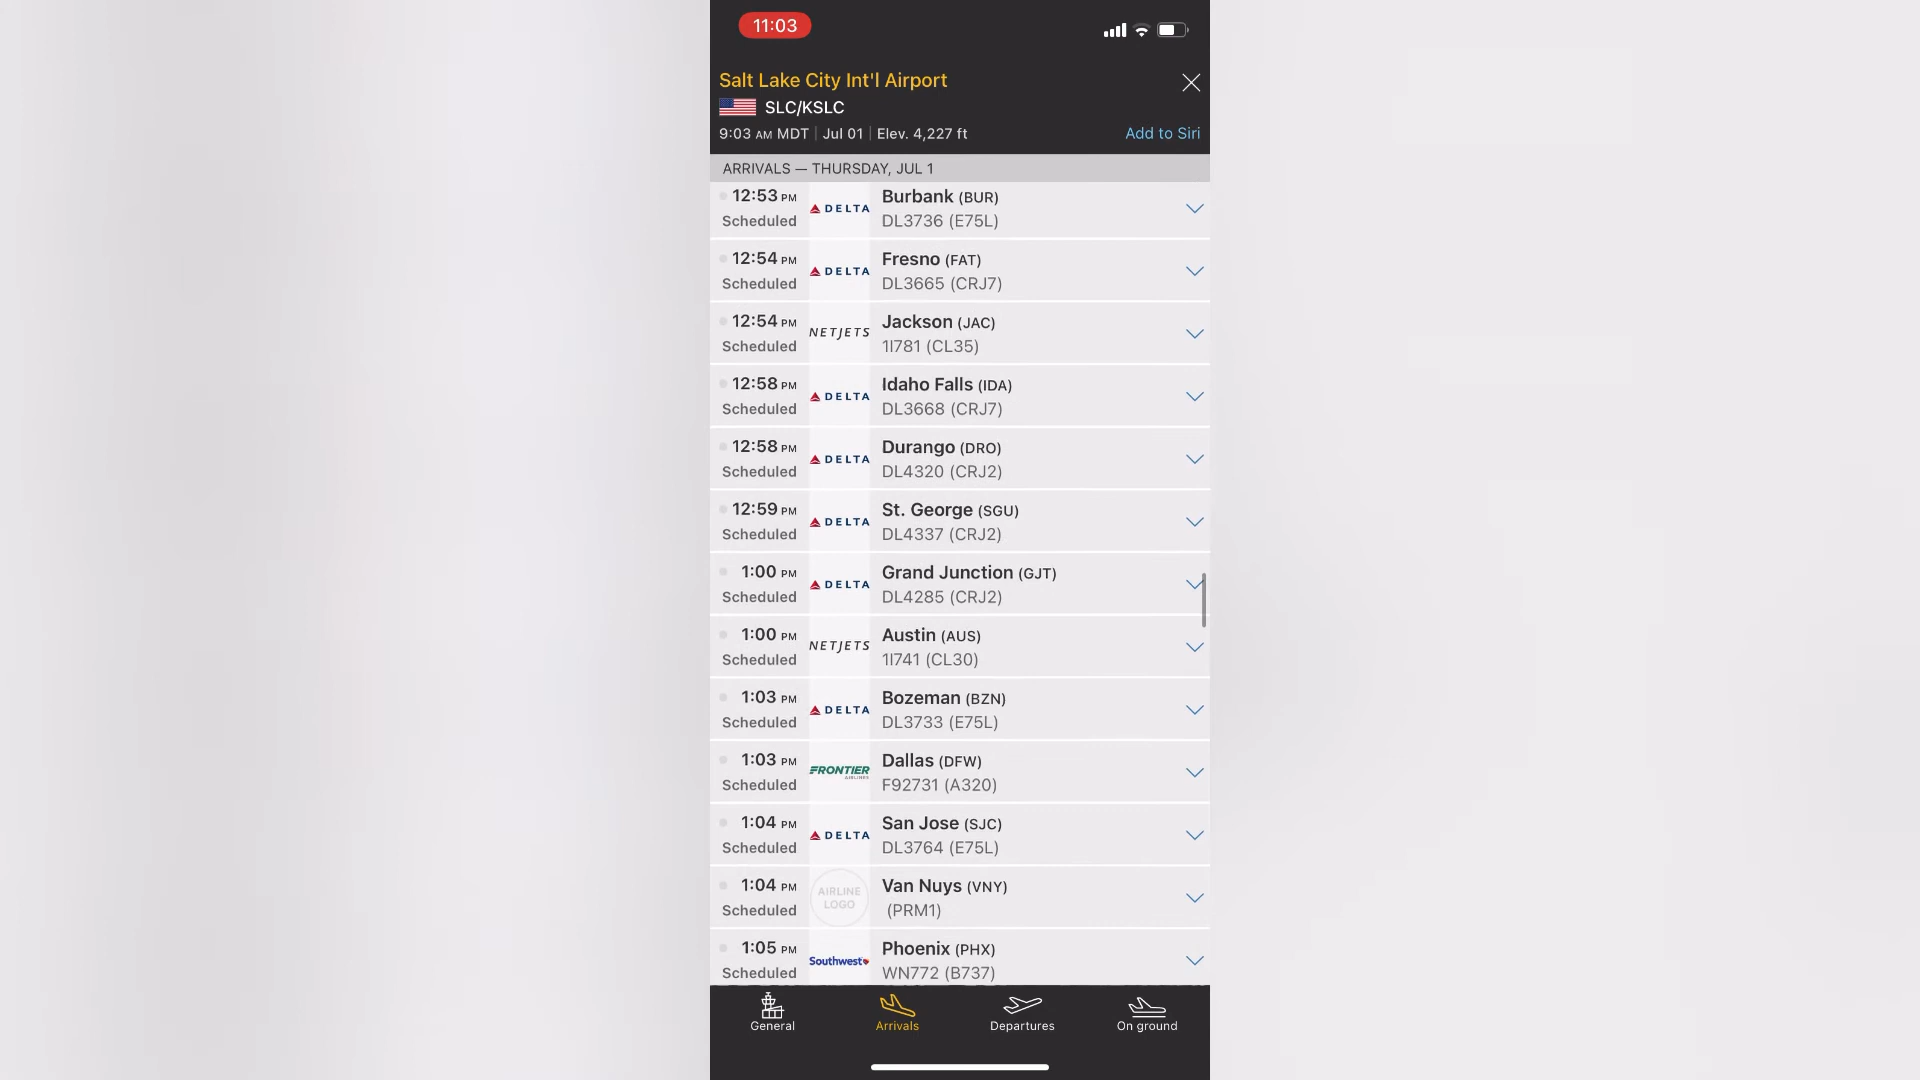 11:03
Salt Lake City Int'l Airport
SLC/KSLC
9:03 AM MDT | Jul 01 | Elev. 4,227 ft
Add to Siri
ARRIVALS — THURSDAY, JUL 1
12:53 PM
Scheduled
DELTA
Burbank (BUR)
DL3736 (E75L)
12:54 PM
Scheduled
DELTA
Fresno (FAT)
DL3665 (CRJ7)
12:54 PM
Scheduled
NETJETS
Jackson (JAC)
1I781 (CL35)
12:58 PM
Scheduled
DELTA
Idaho Falls (IDA)
DL3668 (CRJ7)
12:58 PM
Scheduled
DELTA
Durango (DRO)
DL4320 (CRJ2)
12:59 PM
Scheduled
DELTA
St. George (SGU)
DL4337 (CRJ2)
1:00 PM
Scheduled
DELTA
Grand Junction (GJT)
DL4285 (CRJ2)
1:00 PM
Scheduled
NETJETS
Austin (AUS)
1I741 (CL30)
1:03 PM
Scheduled
DELTA
Bozeman (BZN)
DL3733 (E75L)
1:03 PM
Scheduled
FRONTIER
AIRLINES
Dallas (DFW)
F92731 (A320)
1:04 PM
Scheduled
DELTA
San Jose (SJC)
DL3764 (E75L)
1:04 PM
Scheduled
AIRLINE
LOGO
Van Nuys (VNY)
(PRM1)
1:05 PM
Scheduled
Southwest
Phoenix (PHX)
WN772 (B737)
General
Arrivals
Departures
On ground